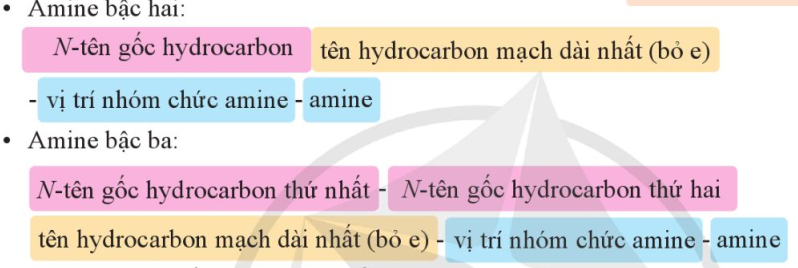 • Amine bậc hai:
N-tên gốc hydrocarbon tên hydrocarbon mạch dài nhất (bỏ e)
- vị trí nhóm chức amine - amine
• Amine bậc ba:
N-tên gốc hydrocarbon thứ nhất - N-tên gốc hydrocarbon thứ hai
tên hydrocarbon mạch dài nhất (bỏ e) - vị trí nhóm chức amine - amine